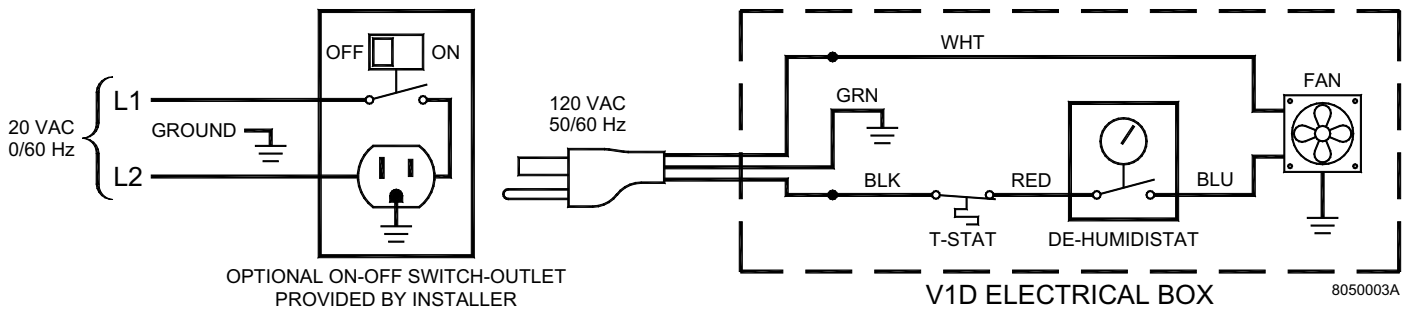 OFF
ON
L1
20 VAC
0/60 Hz
GROUND
L2
OPTIONAL ON-OFF SWITCH-OUTLET
PROVIDED BY INSTALLER
120 VAC
50/60 Hz
WHT
GRN
FAN
BLK
RED
BLU
T-STAT
DE-HUMIDISTAT
V1D ELECTRICAL BOX
8050003A